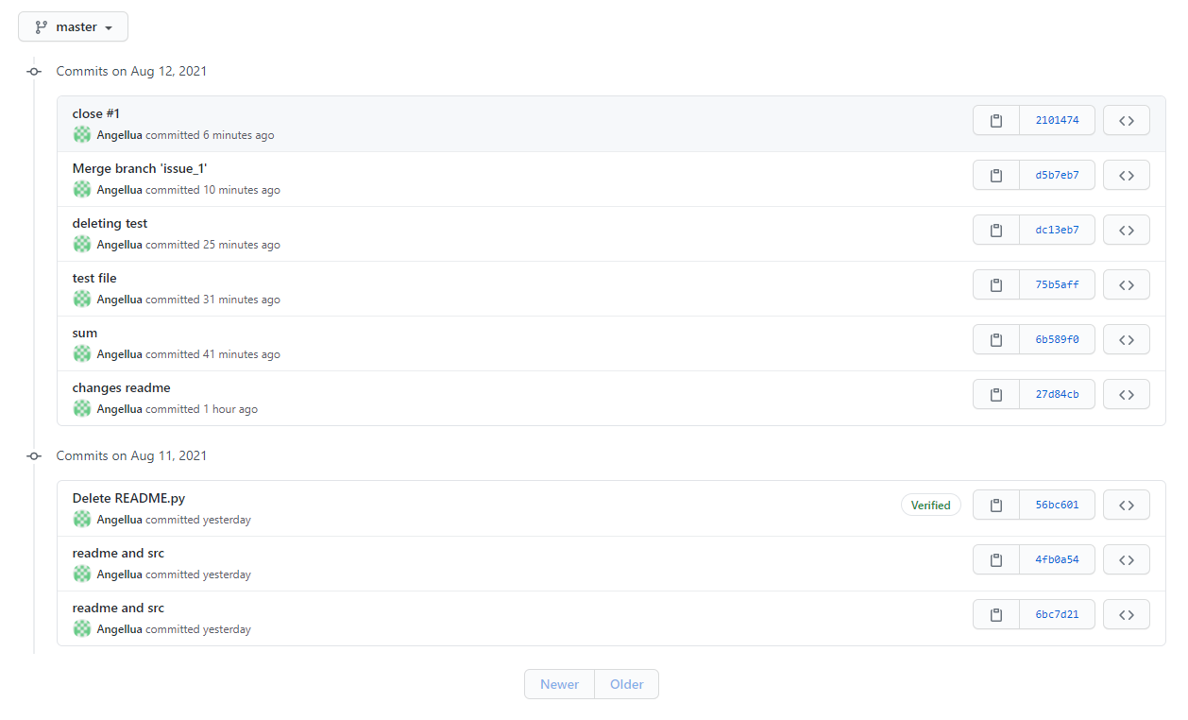 master
Commits on Aug 12, 2021
close #1
Angellua committed 6 minutes ago
2101474
Merge branch 'issue_1'
Angellua committed 10 minutes ago
d5b7eb7
deleting test
Angellua committed 25 minutes ago
dc13eb7
test file
Angellua committed 31 minutes ago
75b5aff
sum
Angellua committed 41 minutes ago
6b589f0
changes readme
Angellua committed 1 hour ago
27d84cb
Commits on Aug 11, 2021
Delete README.py
Angellua committed yesterday
Verified
56bc601
readme and src
Angellua committed yesterday
4fb0a54
readme and src
Angellua committed yesterday
6bc7d21
Newer Older